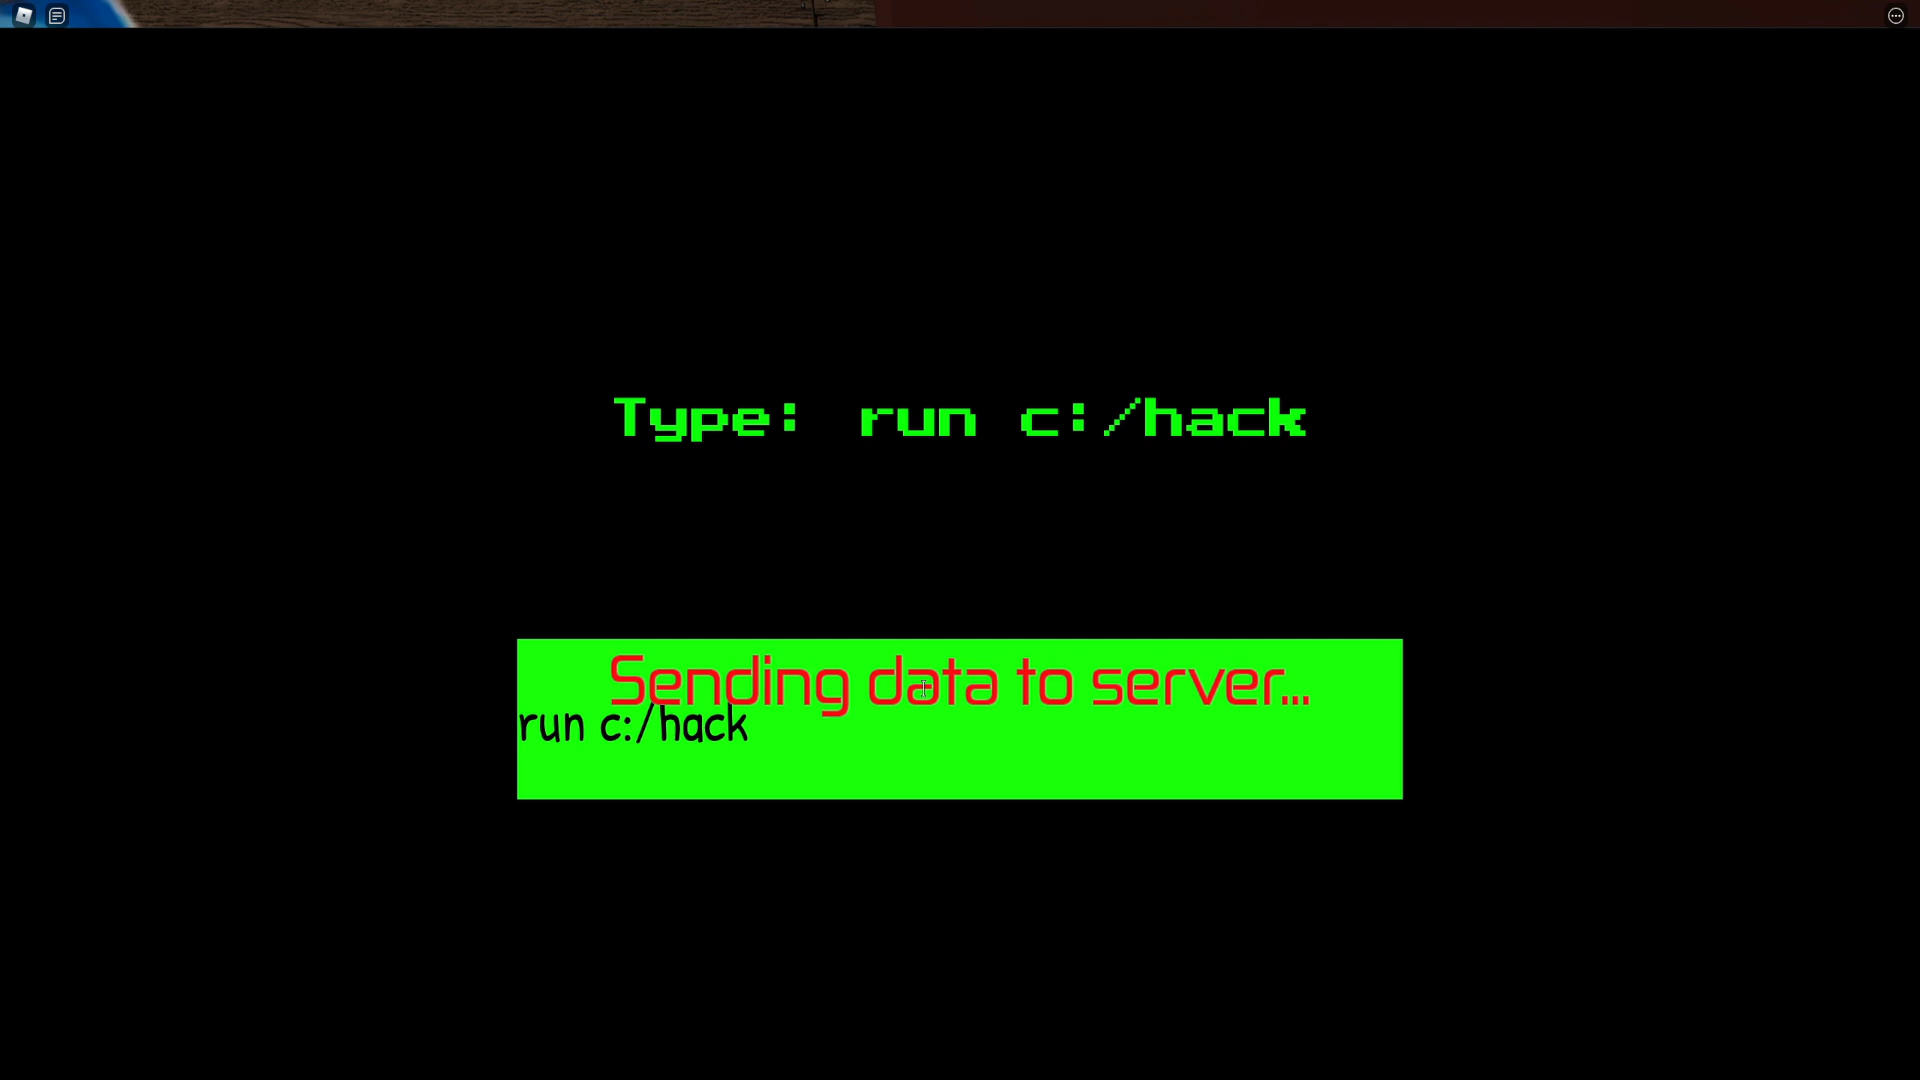 Type: run c:/hack
Sending data to server...
run c:/hack